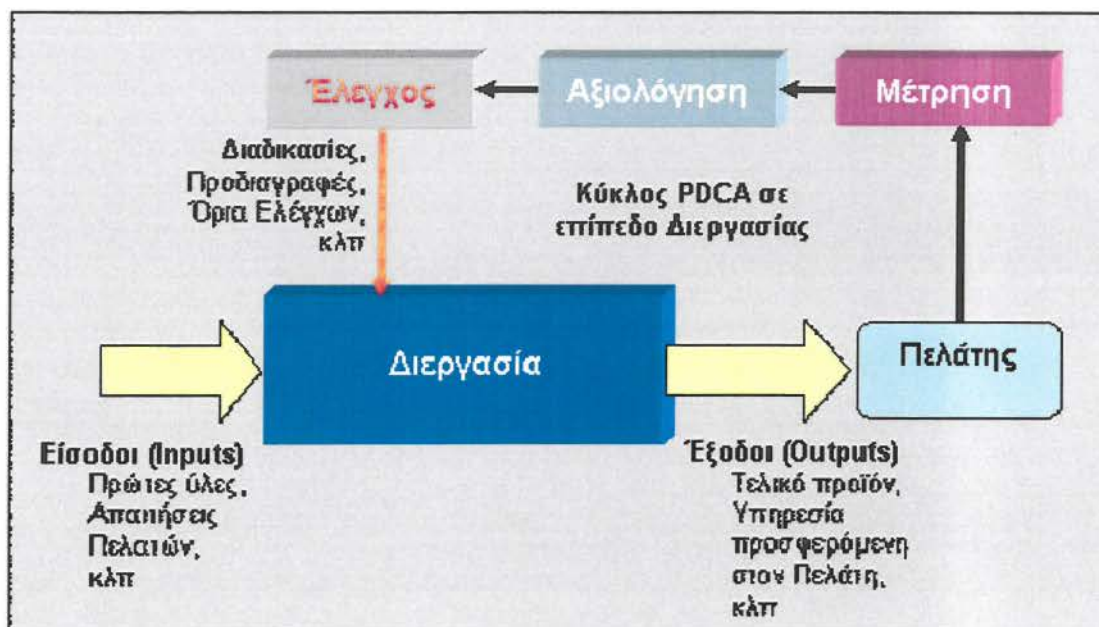 Έλεγχος
Αξιολόγηση
Μέτρηση
Διαδικασίες,
Προδιαγραφές,
Όρια Ελέγχων,
κλπ
Κύκλος PDCA σε
επίπεδο Διεργασίας
Διεργασία
Πελάτης
Είσοδοι (Inputs)
Πρώτες ύλες,
Απαιτήσεις
Πελατών,
κλπ
Έξοδοι (Outputs)
Τελικό προϊόν,
Υπηρεσία
προσφερόμενη
στον Πελάτη,
κλπ